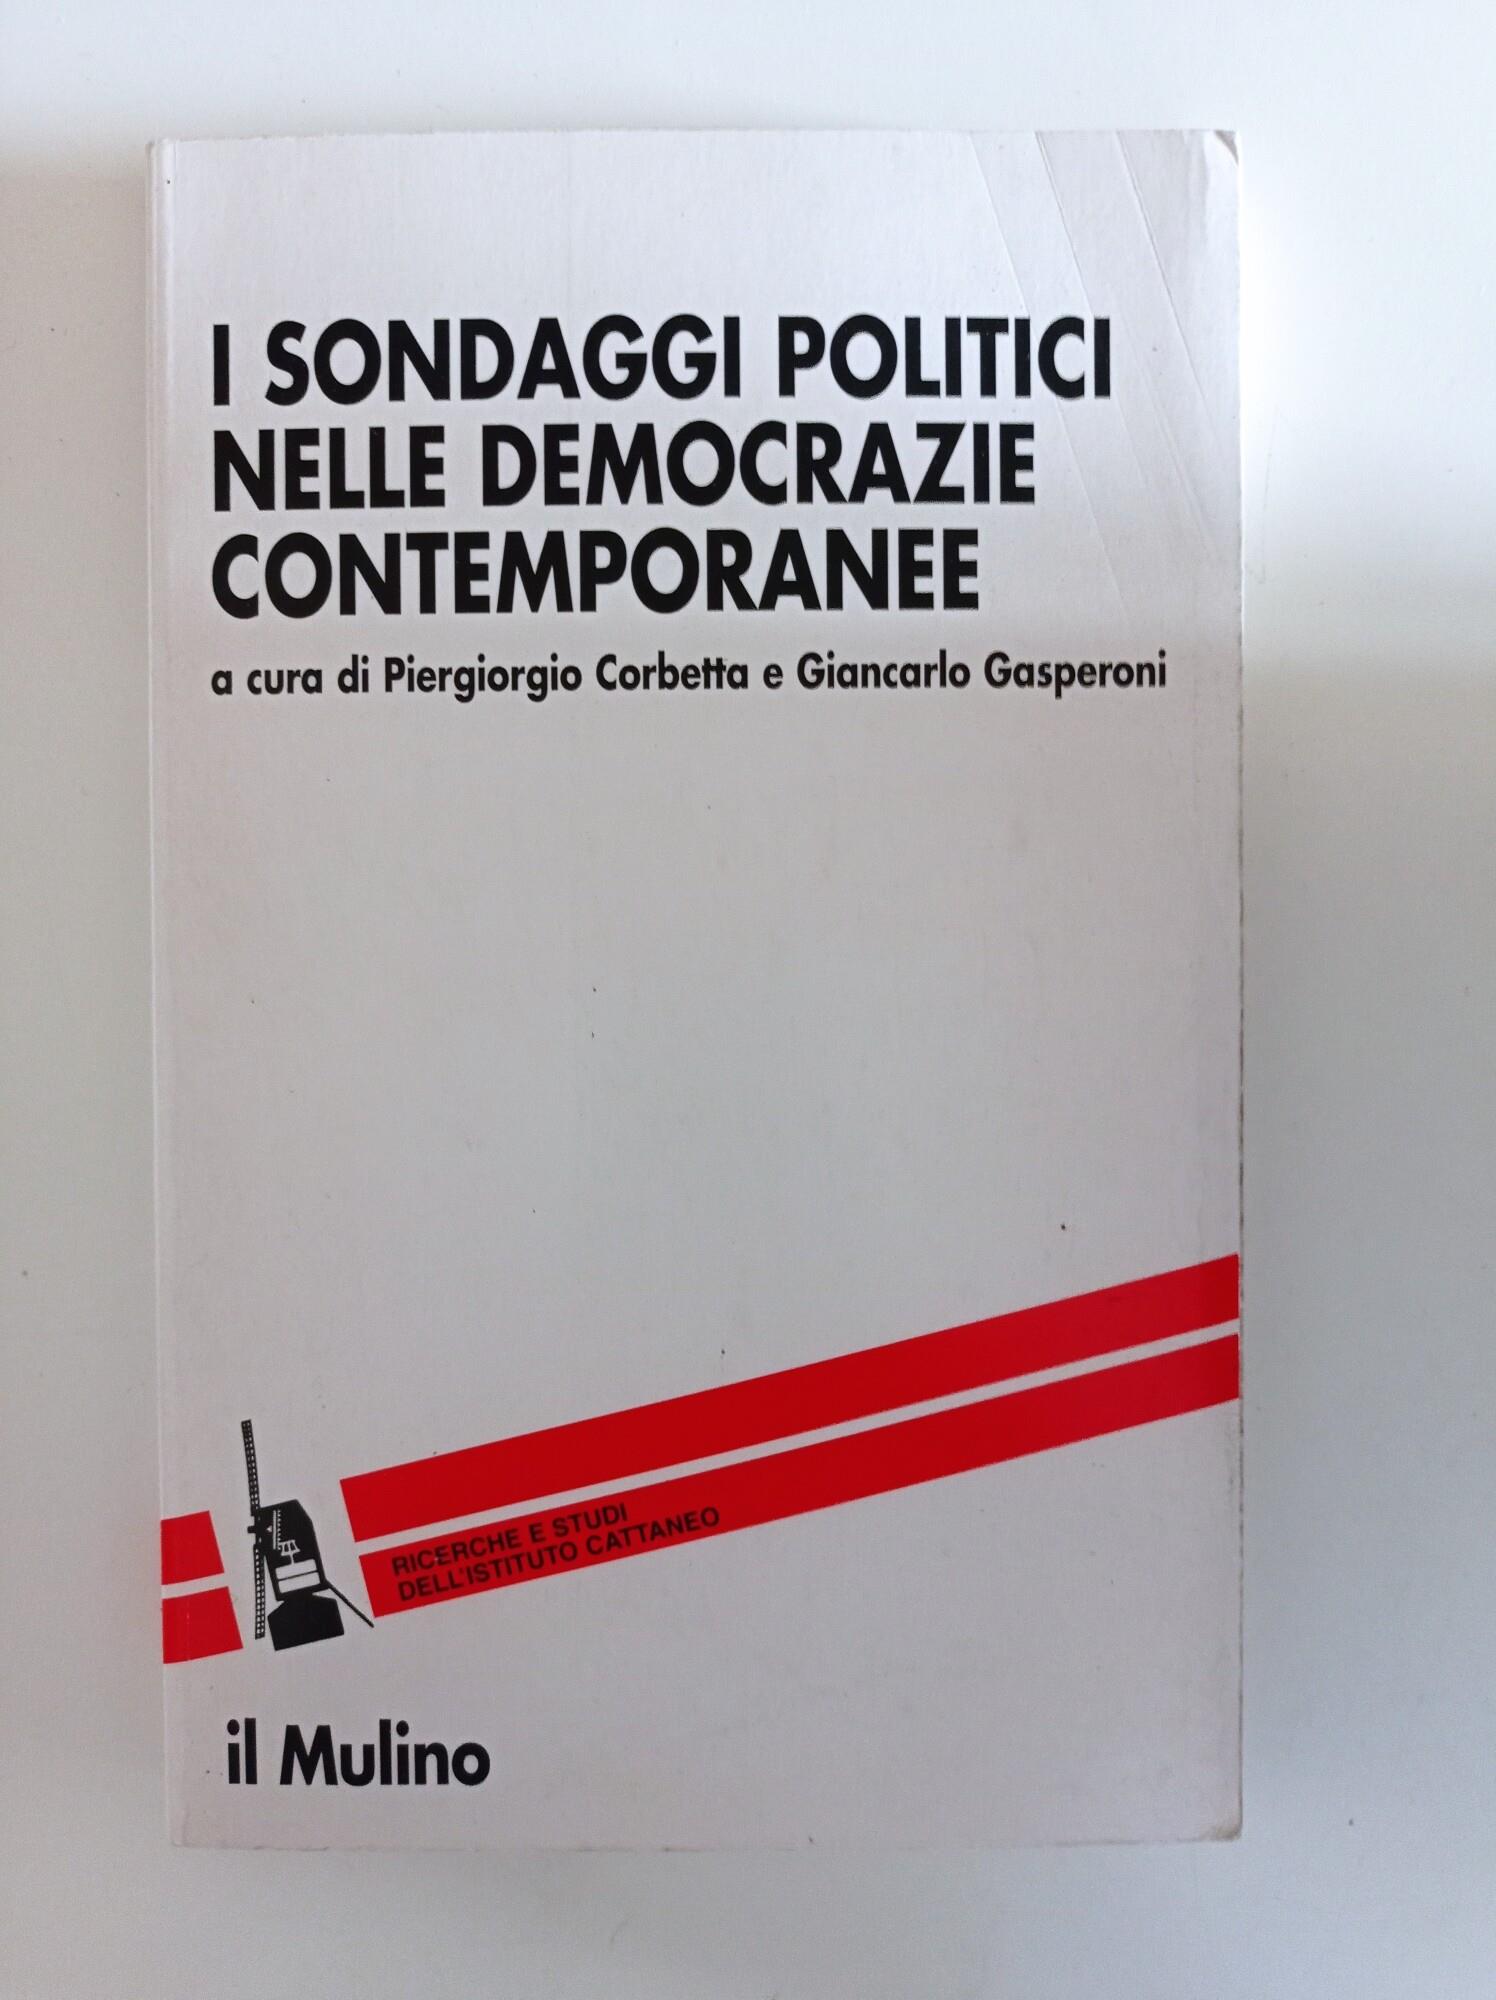 I SONDAGGI POLITICI
NELLE DEMOCRAZIE
CONTEMPORANEE
a cura di Piergiorgio Corbetta e Giancarlo Gasperoni
RICERCHE E STUDI
DELL'ISTITUTO CATTANEO
il Mulino